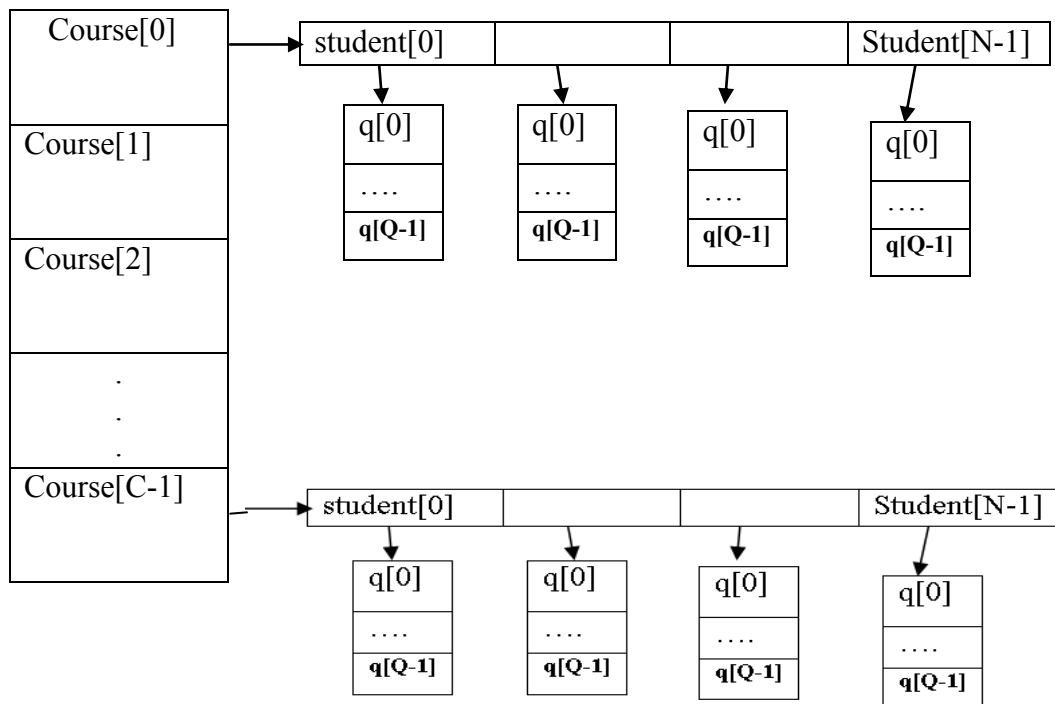 Course[0]
student[0] Student[N-1]
q[0] q[0] q[0] q[0]
.... .... .... ....
q[Q-1] q[Q-1] q[Q-1] q[Q-1]
Course[1]
Course[2]
.
.
.
Course[C-1]
student[0] Student[N-1]
q[0] q[0] q[0] q[0]
.... .... .... ....
q[Q-1] q[Q-1] q[Q-1] q[Q-1]